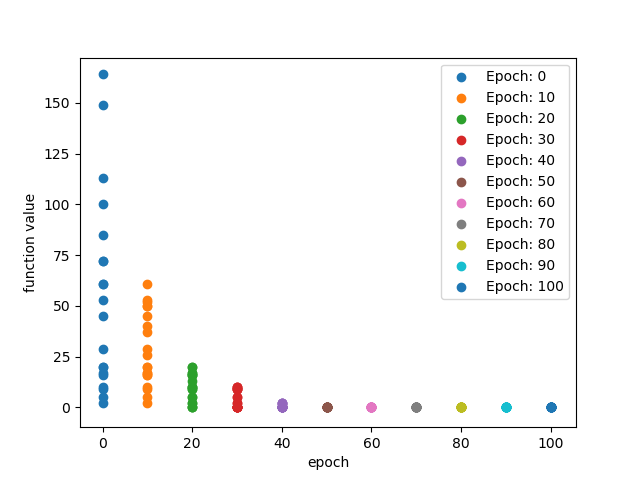 150
125
100
75
50
25
0
function value
0
20
40
60
80
100
epoch
Epoch: 0
Epoch: 10
Epoch: 20
Epoch: 30
Epoch: 40
Epoch: 50
Epoch: 60
Epoch: 70
Epoch: 80
Epoch: 90
Epoch: 100